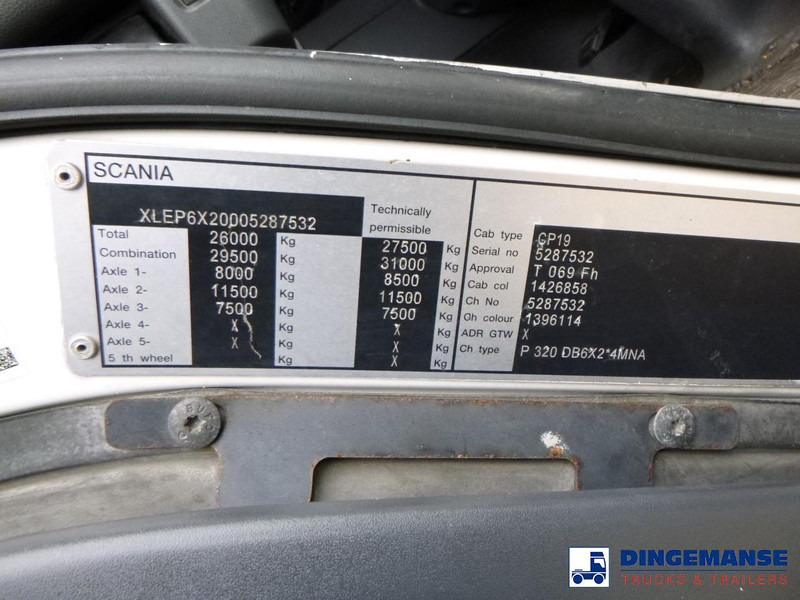 SCANIA
XLEP6X20005287532
Technically
permissible
Total 26000 Kg 27500 Kg
Combination 29500 Kg 31000 Kg
Axle 1- 8000 Kg 8500 Kg
Axle 2- 11500 Kg 11500 Kg
Axle 3- 7500 Kg 7500 Kg
Axle 4- X Kg X Kg
Axle 5- X Kg X Kg
5 th wheel Kg X Kg
Cab type CP19
Serial no 5287532
Approval T 069 Fh
Cab col 1426858
Ch No 5287532
Ch colour 1396114
ADR GTW X
Ch type P 320 DB6X2*4MNA
DINGEMANSE
TRUCKS & TRAILERS